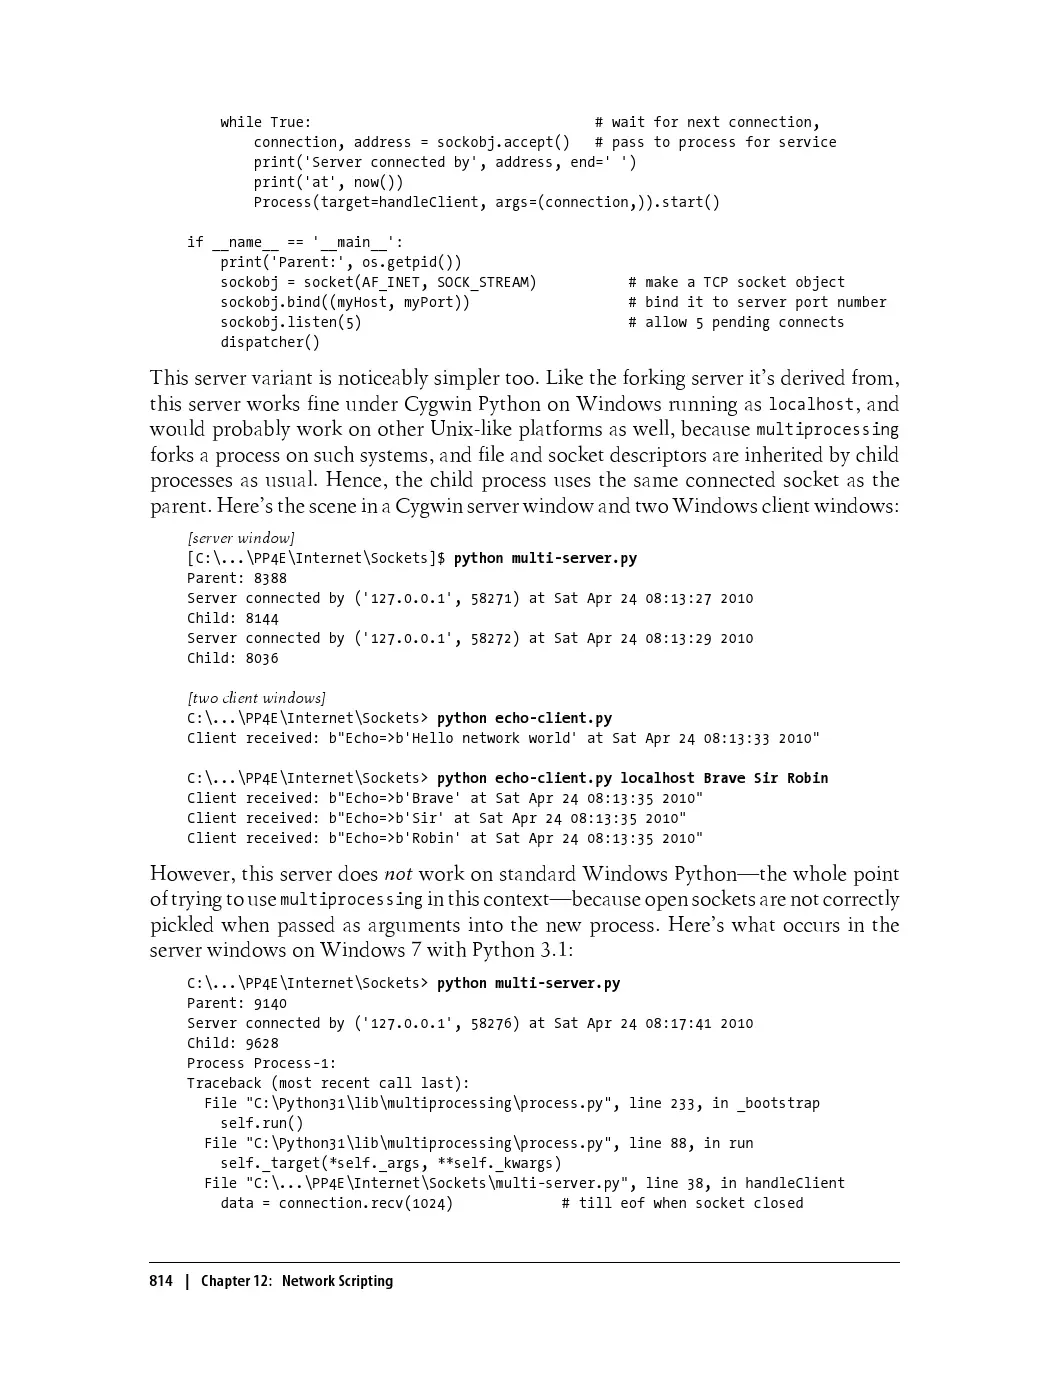 while True:                                  # wait for next connection,
    connection, address = sockobj.accept()   # pass to process for service
    print('Server connected by', address, end=' ')
    print('at', now())
    Process(target=handleClient, args=(connection,)).start()
if __name__ == '__main__':
    print('Parent:', os.getpid())
    sockobj = socket(AF_INET, SOCK_STREAM)           # make a TCP socket object
    sockobj.bind((myHost, myPort))                   # bind it to server port number
    sockobj.listen(5)                                # allow 5 pending connects
    dispatcher()
This server variant is noticeably simpler too. Like the forking server it’s derived from,
this server works fine under Cygwin Python on Windows running as localhost, and
would probably work on other Unix-like platforms as well, because multiprocessing
forks a process on such systems, and file and socket descriptors are inherited by child
processes as usual. Hence, the child process uses the same connected socket as the
parent. Here’s the scene in a Cygwin server window and two Windows client windows:
[server window]
[C:\...\PP4E\Internet\Sockets]$ python multi-server.py
Parent: 8388
Server connected by ('127.0.0.1', 58271) at Sat Apr 24 08:13:27 2010
Child: 8144
Server connected by ('127.0.0.1', 58272) at Sat Apr 24 08:13:29 2010
Child: 8036
[two client windows]
C:\...\PP4E\Internet\Sockets> python echo-client.py
Client received: b"Echo=>b'Hello network world' at Sat Apr 24 08:13:33 2010"
C:\...\PP4E\Internet\Sockets> python echo-client.py localhost Brave Sir Robin
Client received: b"Echo=>b'Brave' at Sat Apr 24 08:13:35 2010"
Client received: b"Echo=>b'Sir' at Sat Apr 24 08:13:35 2010"
Client received: b"Echo=>b'Robin' at Sat Apr 24 08:13:35 2010"
However, this server does not work on standard Windows Python—the whole point
of trying to use multiprocessing in this context—because open sockets are not correctly
pickled when passed as arguments into the new process. Here’s what occurs in the
server windows on Windows 7 with Python 3.1:
C:\...\PP4E\Internet\Sockets> python multi-server.py
Parent: 9140
Server connected by ('127.0.0.1', 58276) at Sat Apr 24 08:17:41 2010
Child: 9628
Process Process-1:
Traceback (most recent call last):
  File "C:\Python31\lib\multiprocessing\process.py", line 233, in _bootstrap
    self.run()
  File "C:\Python31\lib\multiprocessing\process.py", line 88, in run
    self._target(*self._args, **self._kwargs)
  File "C:\...\PP4E\Internet\Sockets\multi-server.py", line 38, in handleClient
    data = connection.recv(1024)             # till eof when socket closed
814 | Chapter 12: Network Scripting